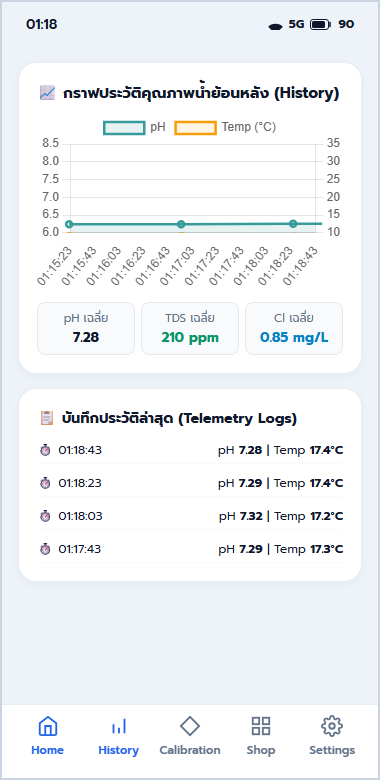 01:18 5G 90
กราฟประวัติคุณภาพน้ำย้อนหลัง (History)
pH Temp (°C)
8.5 35
8.0 30
7.5 25
7.0 20
6.5 15
6.0 10
01:15:23 01:15:43 01:16:03 01:16:23 01:16:43 01:17:03 01:17:23 01:17:43 01:18:03 01:18:23 01:18:43
pH เฉลี่ย TDS เฉลี่ย Cl เฉลี่ย
7.28 210 ppm 0.85 mg/L
บันทึกประวัติล่าสุด (Telemetry Logs)
01:18:43 pH 7.28 | Temp 17.4°C
01:18:23 pH 7.29 | Temp 17.4°C
01:18:03 pH 7.32 | Temp 17.2°C
01:17:43 pH 7.29 | Temp 17.3°C
Home History Calibration Shop Settings